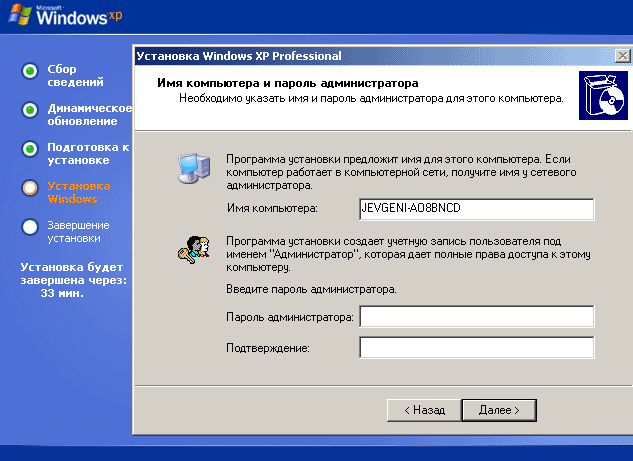 Microsoft
Windows xp
Сбор
сведений
Динамическое
обновление
Подготовка к
установке
Установка
Windows
Завершение
установки
Установка будет
завершена через:
33 мин.
Установка Windows XP Professional
Имя компьютера и пароль администратора
Необходимо указать имя и пароль администратора для этого компьютера.
Программа установки предложит имя для этого компьютера. Если
компьютер работает в компьютерной сети, получите имя у сетевого
администратора.
Имя компьютера:
JEVGENI-AO8BNCD
Программа установки создает учетную запись пользователя под
именем "Администратор", которая дает полные права доступа к этому
компьютеру.
Введите пароль администратора.
Пароль администратора:
Подтверждение:
< Назад
Далее >